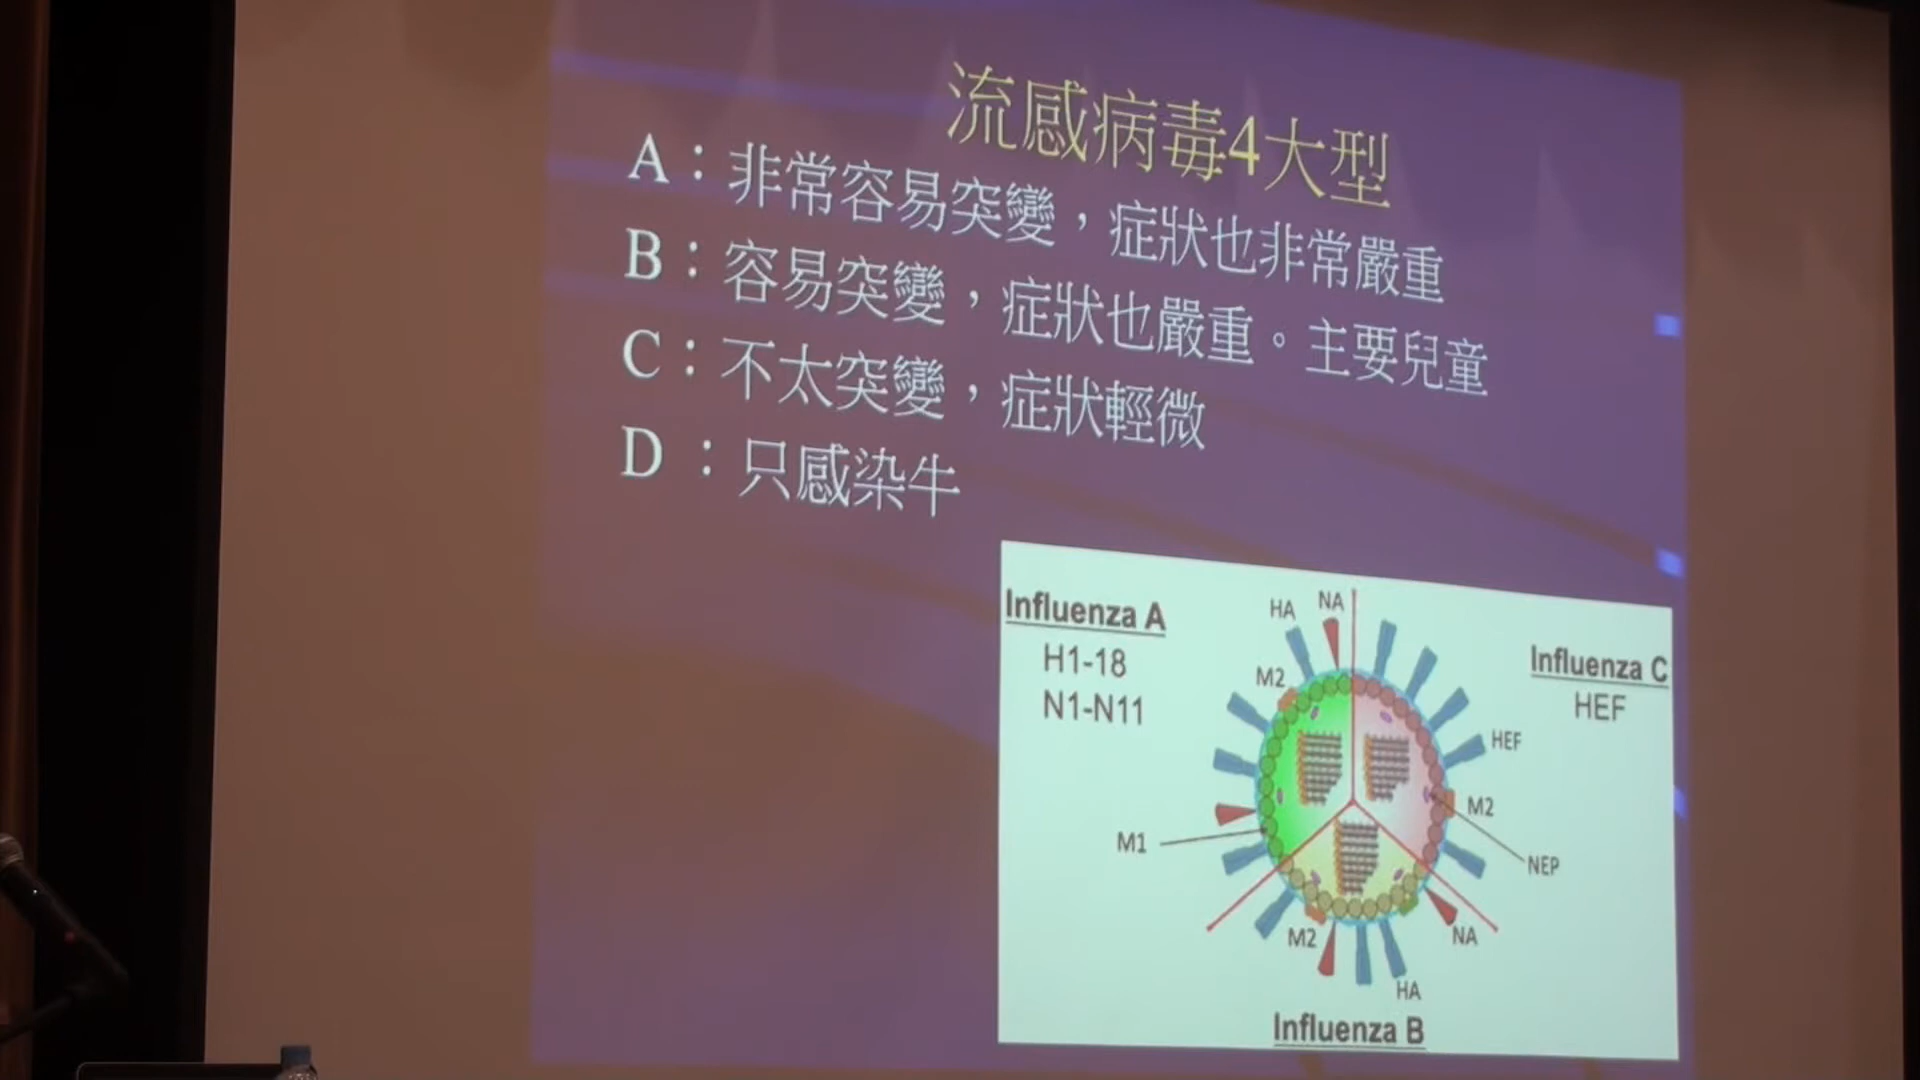 流感病毒4大型
A：非常容易突變，症狀也非常嚴重
B：容易突變，症狀也嚴重。主要兒童
C：不太突變，症狀輕微
D：只感染牛
Influenza A
H1-18
N1-N11
HA
NA
M2
Influenza C
HEF
HEF
M2
M1
NEP
M2
NA
HA
Influenza B